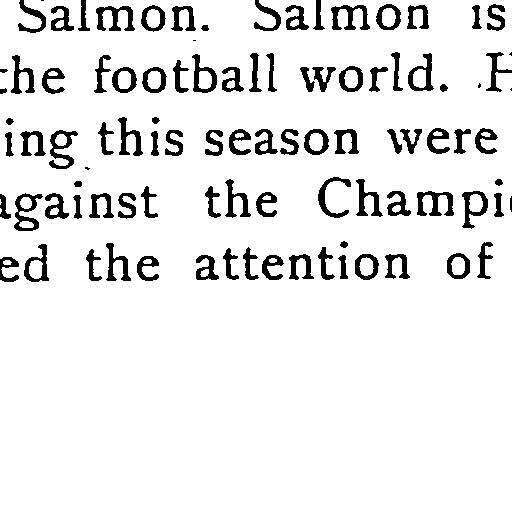 Salmon. Salmon is
the football world. H
ing this season were
against the Champi
ed the attention of